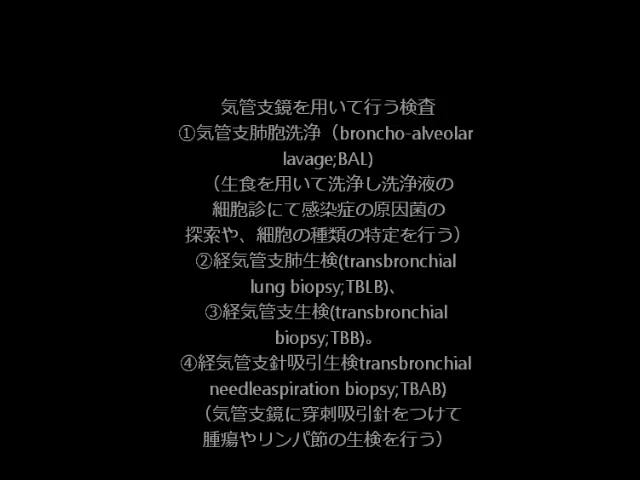 気管支鏡を用いて行う検査
①気管支肺胞洗浄（broncho-alveolar
lavage;BAL)
（生食を用いて洗浄し洗浄液の
細胞診にて感染症の原因菌の
探索や、細胞の種類の特定を行う）
②経気管支肺生検(transbronchial
lung biopsy;TBLB)、
③経気管支生検(transbronchial
biopsy;TBB)。
④経気管支針吸引生検transbronchial
needleaspiration biopsy;TBAB)
（気管支鏡に穿刺吸引針をつけて
腫瘍やリンパ節の生検を行う）